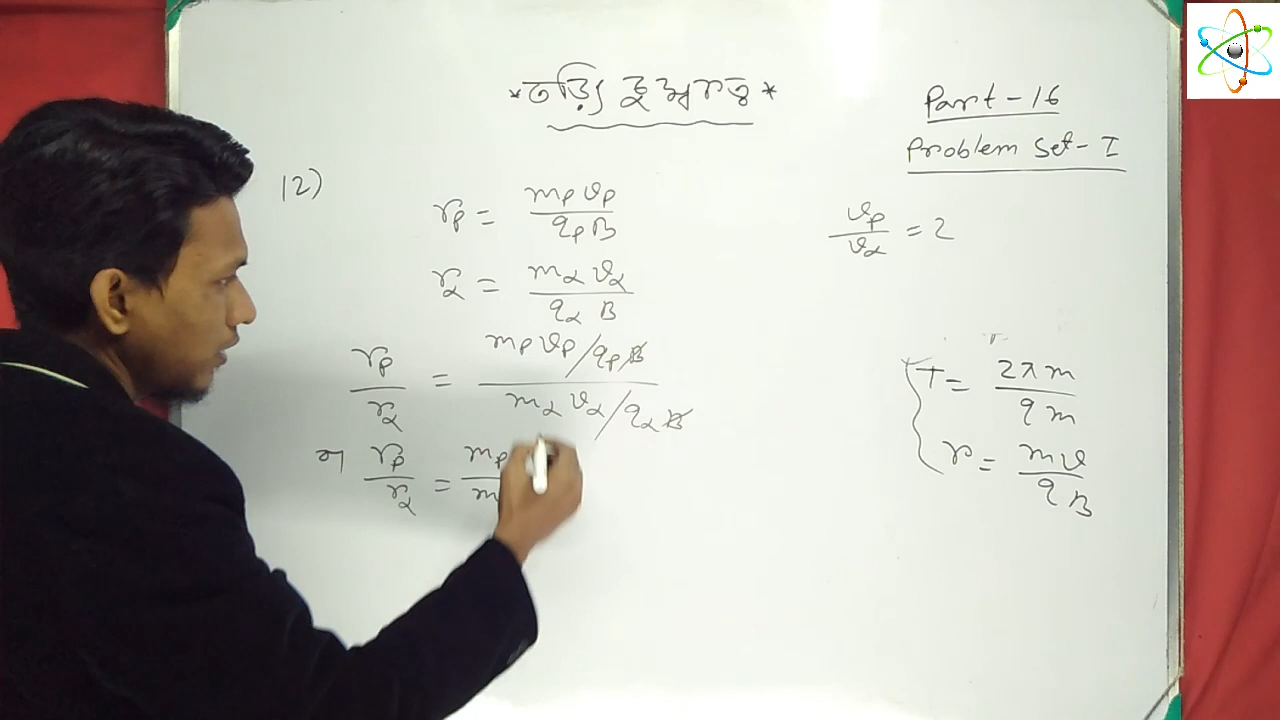 *তড়িৎ চুম্বকত্ব*
Part-16
Problem Set-I
12)
r_p = m_p v_p / q_p B
v_p / v_α = 2
r_α = m_α v_α / q_α B
r_p / r_α = m_p v_p / q_p B / m_α v_α / q_α B
T = 2πm / q m
বা r_p / r_α = m_p / m
r = mv / q B